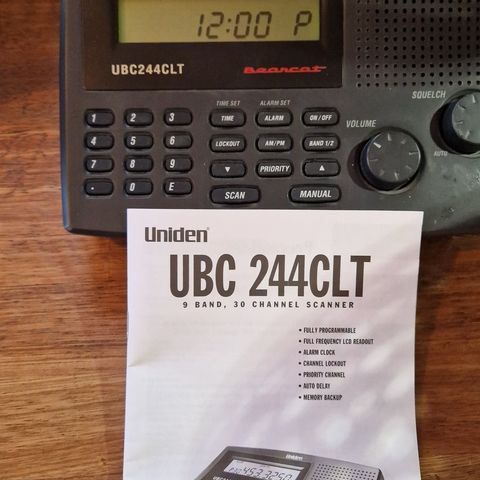 12:00 P
UBC244CLT
Bearcat
SQUELCH
VOLUME
AUTO
TIME SET
ALARM SET
1 2 3 TIME ALARM ON/OFF
4 5 6 LOCKOUT AM/PM BAND 1/2
7 8 9 ▼ PRIORITY ▲
. 0 E SCAN MANUAL
Uniden
UBC 244CLT
9 BAND, 30 CHANNEL SCANNER
• FULLY PROGRAMMABLE
• FULL FREQUENCY LCD READOUT
• ALARM CLOCK
• CHANNEL LOCKOUT
• PRIORITY CHANNEL
• AUTO DELAY
• MEMORY BACKUP
Uniden